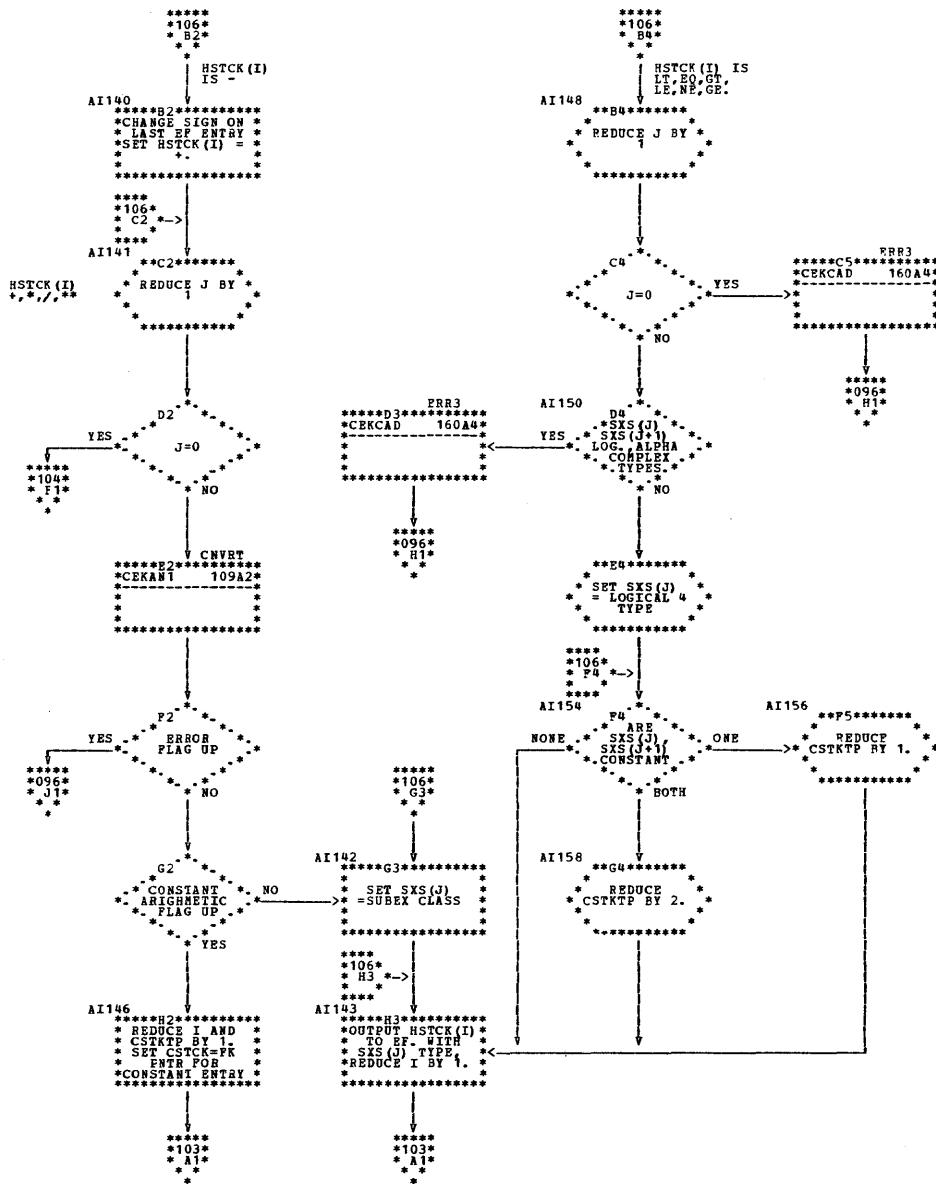 *106*
B2*
HSTCK(I)
IS -
AI140
*****B2*********
*CHANGE SIGN ON
LAST EF ENTRY
*SET HSTCK(I) =
+.
*106*
C2 *->
AI141
**C2*******
REDUCE J BY
1
HSTCK(I)
+,*,/,**
D2
J=0
YES
NO
*104*
F1*
CNVRT
*****E2*********
*CEKAN1 109A2*
F2
ERROR
FLAG UP
YES
NO
*096*
J1*
G2
CONSTANT
ARIGHMETIC
FLAG UP
NO
YES
AI146
*****H2*********
* REDUCE I AND *
* CSTKTP BY 1. *
* SET CSTCK=FK *
* PNTR FOR *
*CONSTANT ENTRY *
*103*
* A1*
*106*
* G3*
AI142
*****G3*********
* SET SXS(J) *
* =SUBEX CLASS *
*106*
* H3 *->
AI143
*****H3*********
*OUTPUT HSTCK(I)*
* TO EF. WITH *
* SXS(J) TYPE, *
*REDUCE I BY 1. *
*103*
* A1*
*106*
B4*
HSTCK(I) IS
LT,EQ,GT,
LE,NE,GE.
AI148
**B4*******
REDUCE J BY
1
C4
J=0
YES
NO
ERR3
*****C5*********
*CEKCAD 160A4*
*096*
* H1*
AI150
D4
*SXS(J)
SXS(J+1)
LOG.,ALPHA
COMPLEX
*TYPES.*
YES
NO
ERR3
*****D3*********
*CEKCAD 160A4*
*096*
* H1*
**E4*******
SET SXS(J)
= LOGICAL 4
TYPE
*106*
* F4 *->
AI154
F4
ARE
SXS(J),
SXS(J+1)
CONSTANT
NONE
ONE
BOTH
AI156
**F5*******
REDUCE
CSTKTP BY 1.
AI158
**G4*******
REDUCE
CSTKTP BY 2.